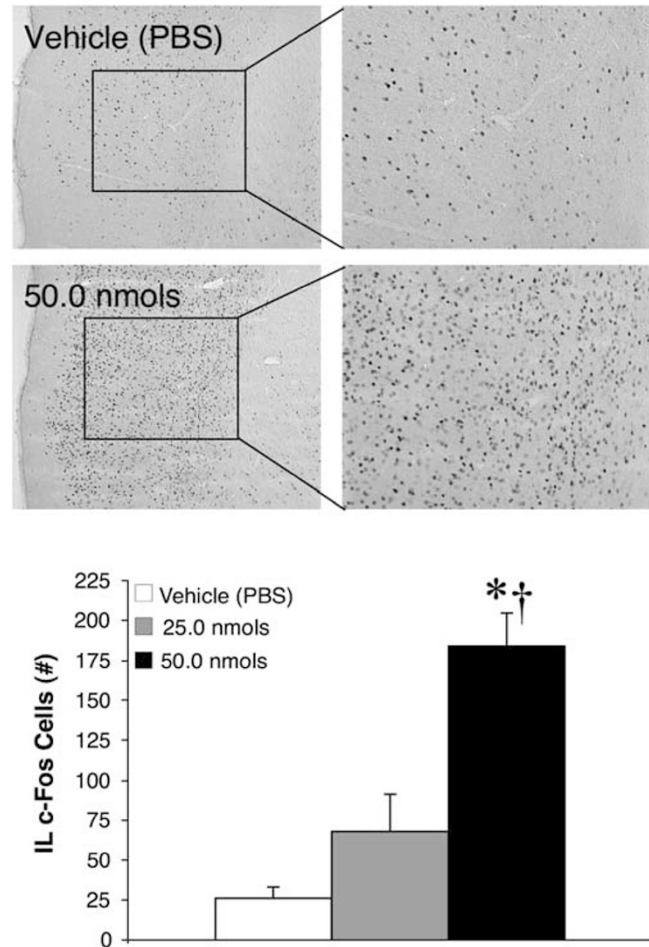 Vehicle (PBS)
50.0 nmols
225
200
175
150
125
100
75
50
25
0
IL c-Fos Cells (#)
Vehicle (PBS)
25.0 nmols
50.0 nmols
*†